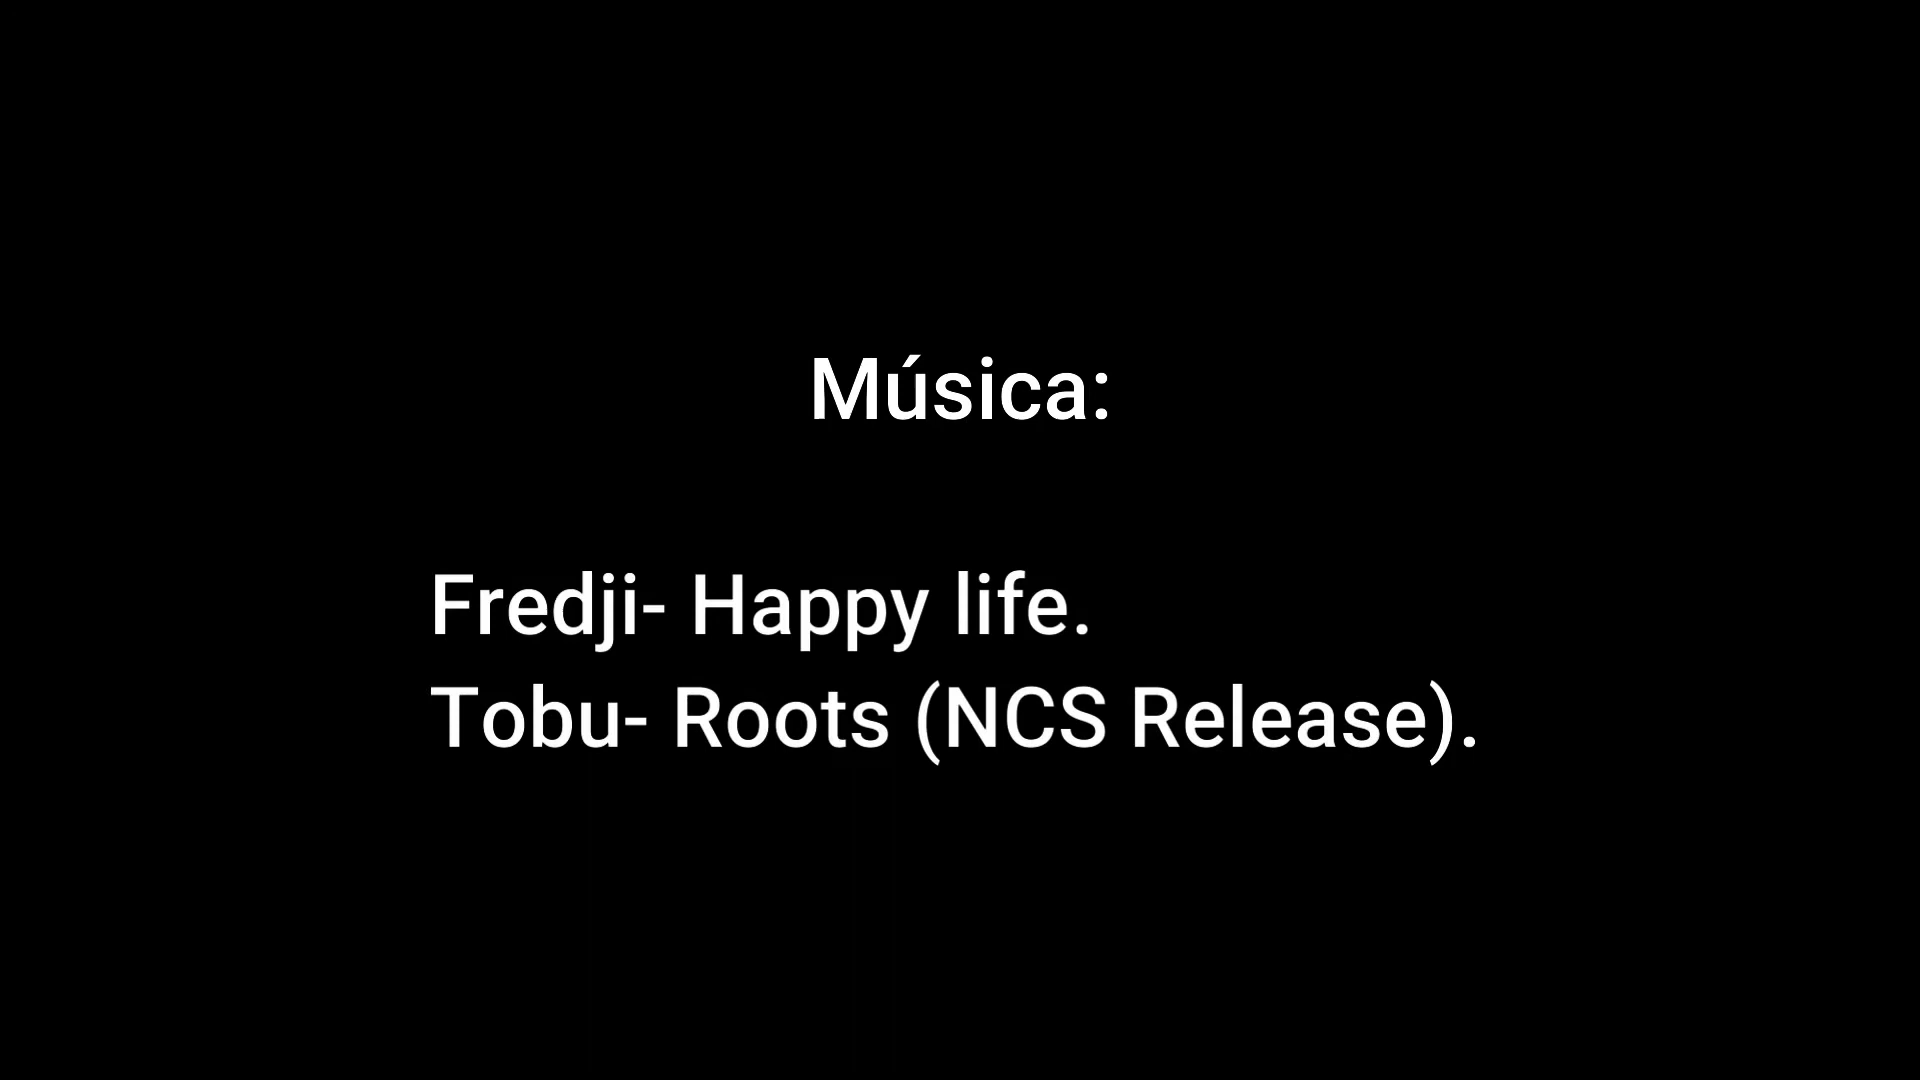 Música:
Fredji- Happy life.
Tobu- Roots (NCS Release).